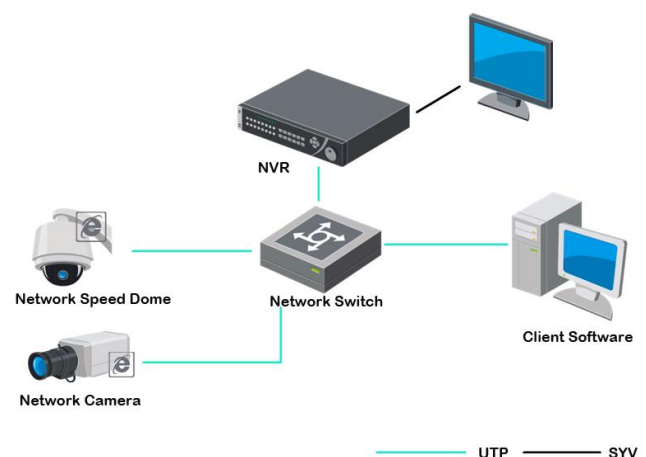 NVR
Network Speed Dome
Network Switch
Client Software
Network Camera
UTP
SYV